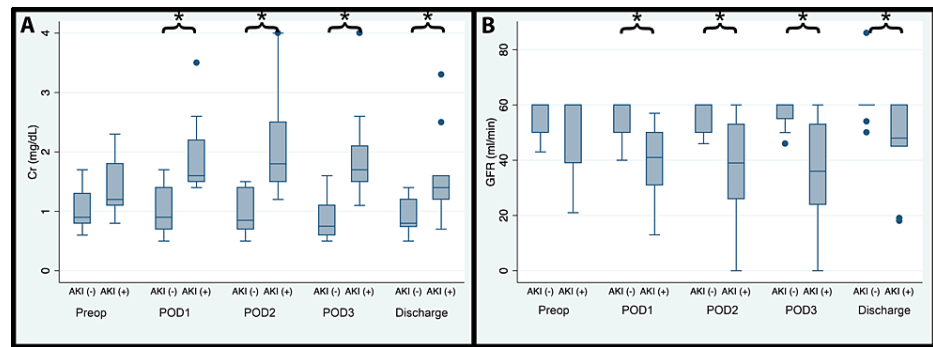 A
* * * *
4
3
2
1
0
Cr (mg/dL)
AKI (-) AKI (+) AKI (-) AKI (+) AKI (-) AKI (+) AKI (-) AKI (+) AKI (-) AKI (+)
Preop POD1 POD2 POD3 Discharge
B
* * * *
80
60
40
20
0
GFR (ml/min)
AKI (-) AKI (+) AKI (-) AKI (+) AKI (-) AKI (+) AKI (-) AKI (+) AKI (-) AKI (+)
Preop POD1 POD2 POD3 Discharge